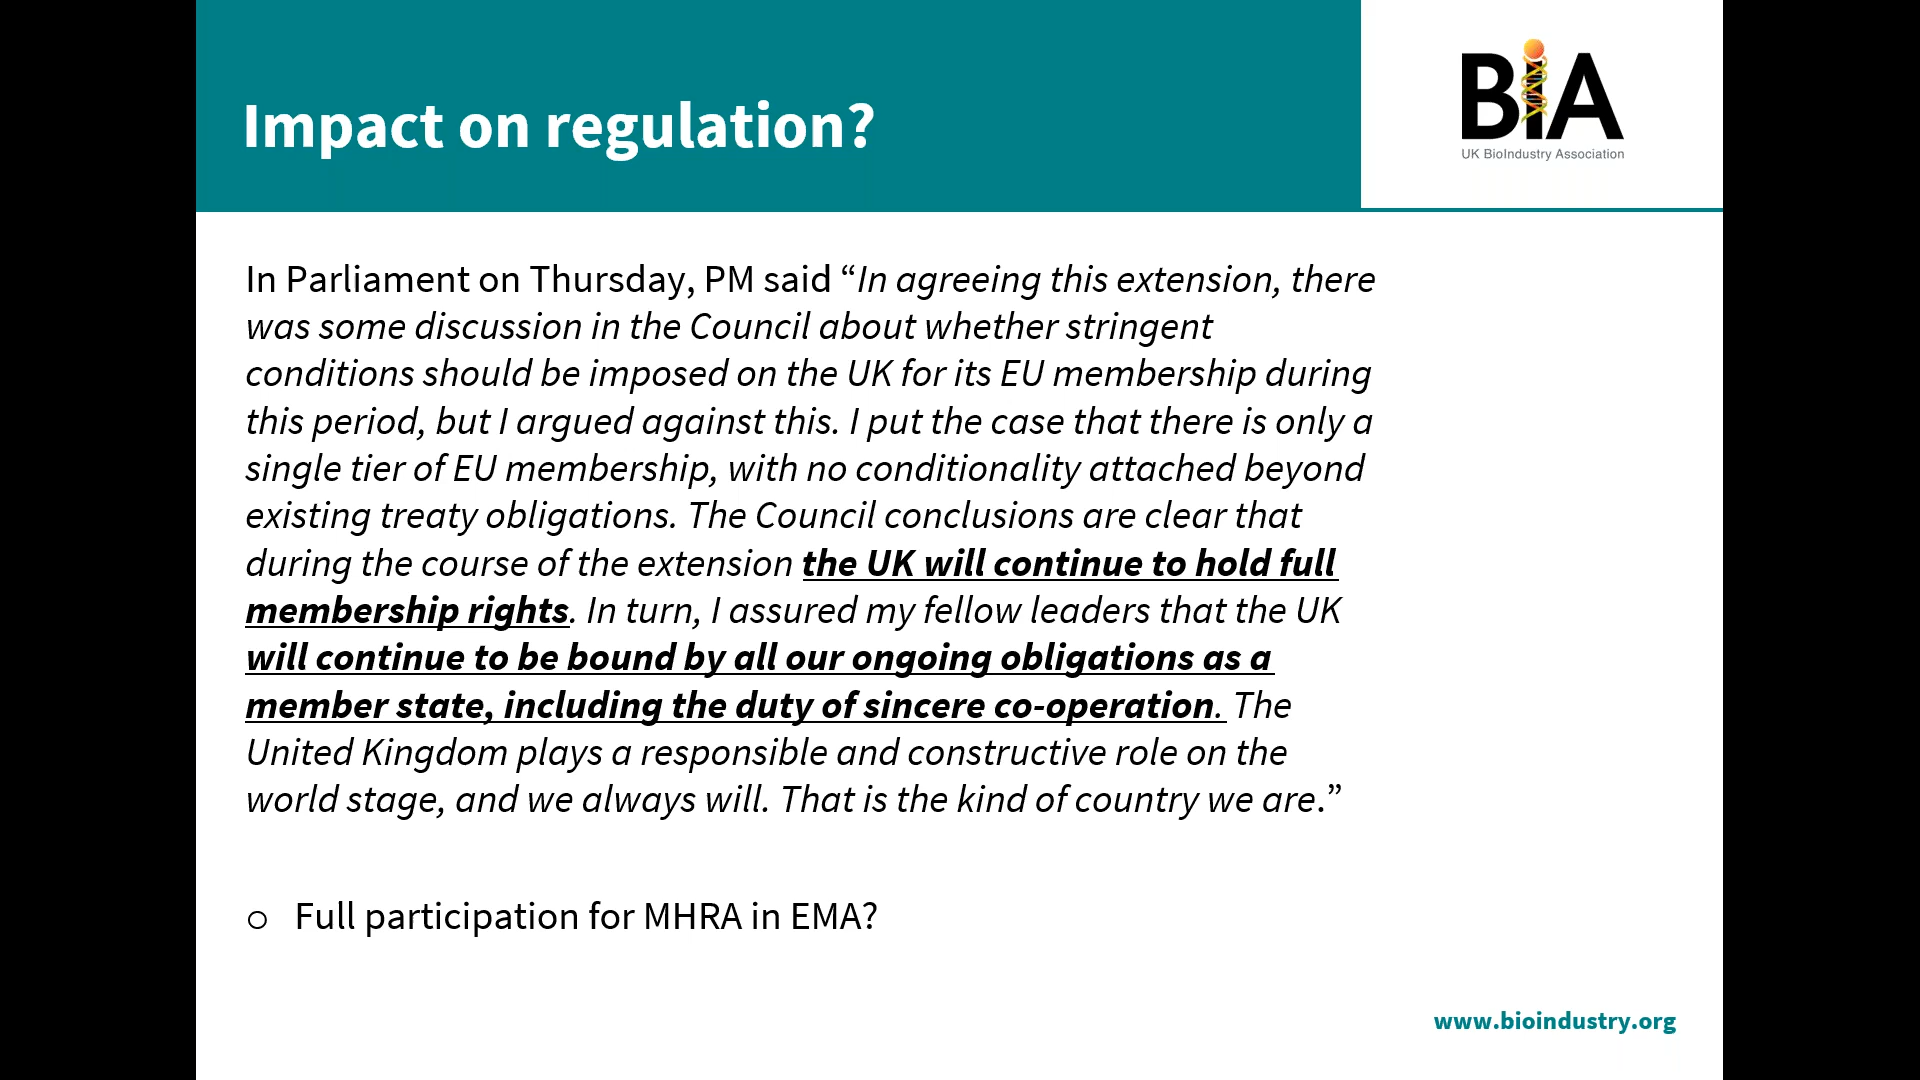 Impact on regulation?
BiA
UK BioIndustry Association
In Parliament on Thursday, PM said “In agreeing this extension, there
was some discussion in the Council about whether stringent
conditions should be imposed on the UK for its EU membership during
this period, but I argued against this. I put the case that there is only a
single tier of EU membership, with no conditionality attached beyond
existing treaty obligations. The Council conclusions are clear that
during the course of the extension the UK will continue to hold full
membership rights. In turn, I assured my fellow leaders that the UK
will continue to be bound by all our ongoing obligations as a
member state, including the duty of sincere co-operation. The
United Kingdom plays a responsible and constructive role on the
world stage, and we always will. That is the kind of country we are.”
o Full participation for MHRA in EMA?
www.bioindustry.org